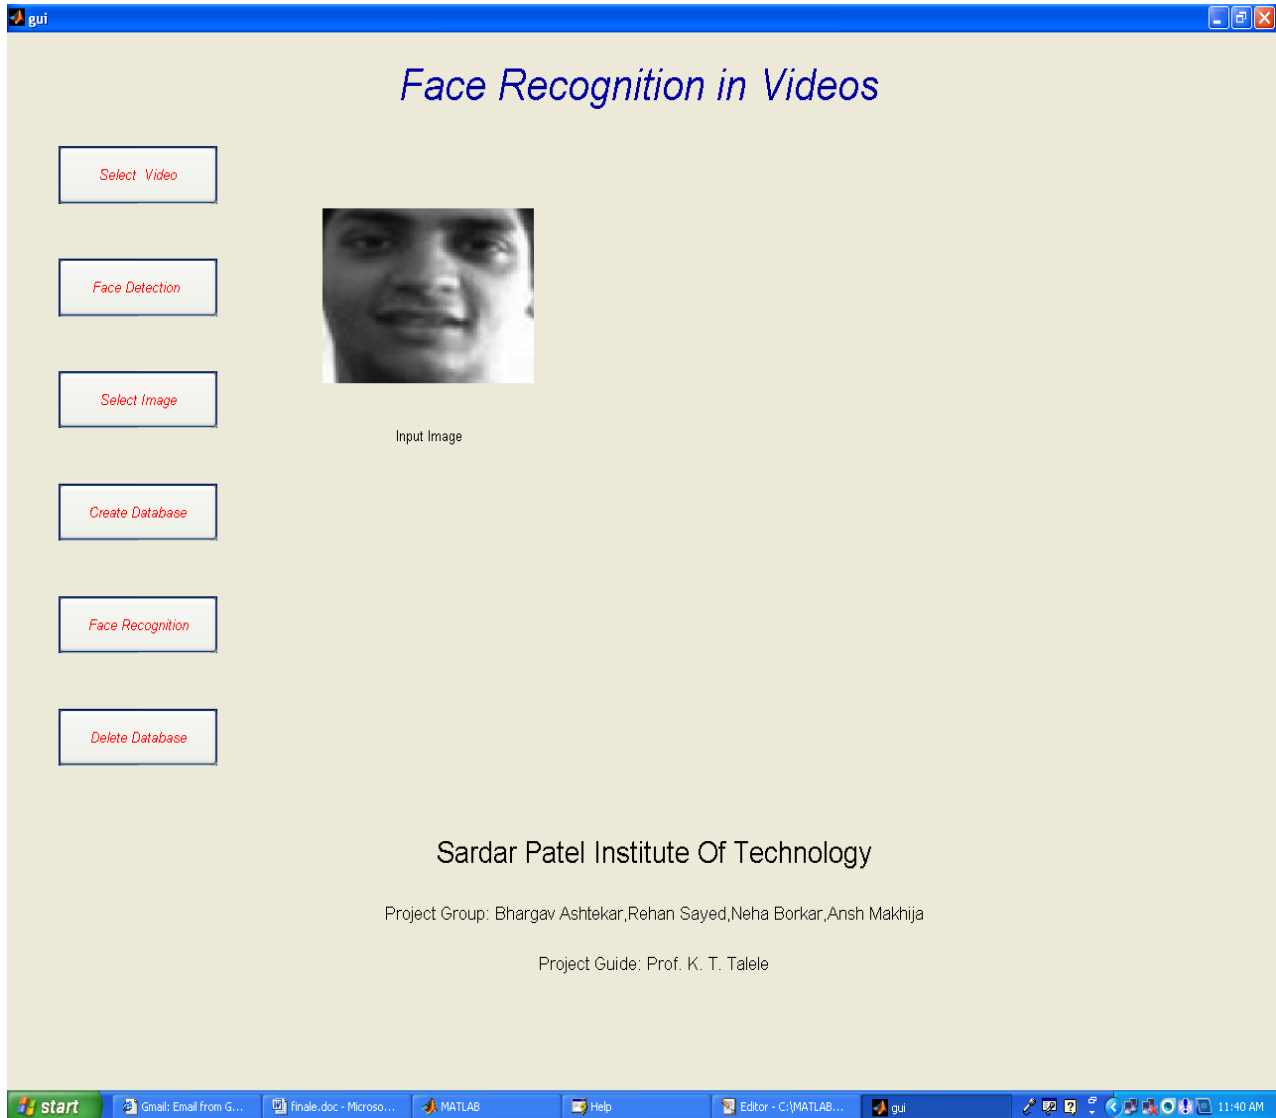 gui
Face Recognition in Videos
Select Video
Face Detection
Select Image
Input Image
Create Database
Face Recognition
Delete Database
Sardar Patel Institute Of Technology
Project Group: Bhargav Ashtekar,Rehan Sayed,Neha Borkar,Ansh Makhija
Project Guide: Prof. K. T. Talele
start Gmail: Email from G... finale.doc - Microso... MATLAB Help Editor - C:\MATLAB... gui 11:40 AM